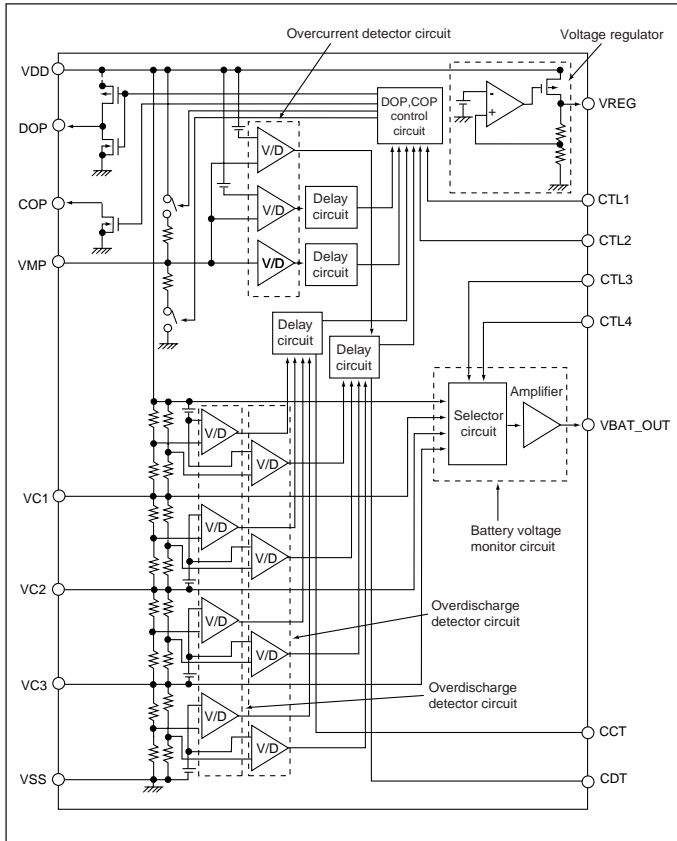 Overcurrent detector circuit
Voltage regulator
VDD
DOP
COP
VMP
DOP,COP
control
circuit
-
+
VREG
V/D
V/D
Delay
circuit
V/D
Delay
circuit
CTL1
CTL2
CTL3
CTL4
Delay
circuit
Delay
circuit
Selector
circuit
Amplifier
VBAT_OUT
Battery voltage
monitor circuit
V/D
V/D
VC1
V/D
V/D
VC2
V/D
V/D
Overdischarge
detector circuit
VC3
V/D
V/D
Overdischarge
detector circuit
VSS
CCT
CDT